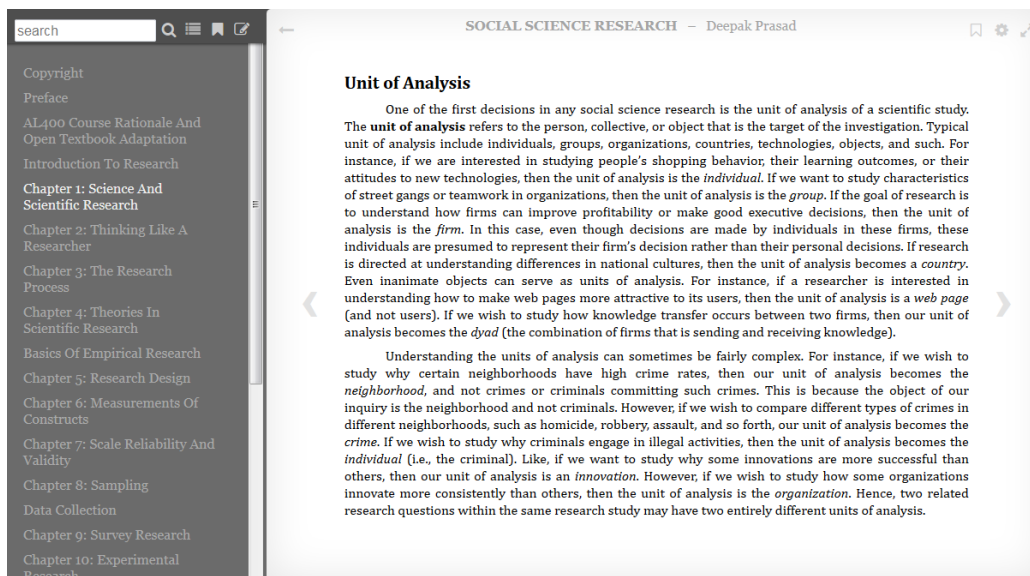 search
SOCIAL SCIENCE RESEARCH – Deepak Prasad
Copyright
Preface
AL400 Course Rationale And
Open Textbook Adaptation
Introduction To Research
Chapter 1: Science And
Scientific Research
Chapter 2: Thinking Like A
Researcher
Chapter 3: The Research
Process
Chapter 4: Theories In
Scientific Research
Basics Of Empirical Research
Chapter 5: Research Design
Chapter 6: Measurements Of
Constructs
Chapter 7: Scale Reliability And
Validity
Chapter 8: Sampling
Data Collection
Chapter 9: Survey Research
Chapter 10: Experimental
Research
Unit of Analysis
One of the first decisions in any social science research is the unit of analysis of a scientific study.
The unit of analysis refers to the person, collective, or object that is the target of the investigation. Typical
unit of analysis include individuals, groups, organizations, countries, technologies, objects, and such. For
instance, if we are interested in studying people's shopping behavior, their learning outcomes, or their
attitudes to new technologies, then the unit of analysis is the individual. If we want to study characteristics
of street gangs or teamwork in organizations, then the unit of analysis is the group. If the goal of research is
to understand how firms can improve profitability or make good executive decisions, then the unit of
analysis is the firm. In this case, even though decisions are made by individuals in these firms, these
individuals are presumed to represent their firm's decision rather than their personal decisions. If research
is directed at understanding differences in national cultures, then the unit of analysis becomes a country.
Even inanimate objects can serve as units of analysis. For instance, if a researcher is interested in
understanding how to make web pages more attractive to its users, then the unit of analysis is a web page
(and not users). If we wish to study how knowledge transfer occurs between two firms, then our unit of
analysis becomes the dyad (the combination of firms that is sending and receiving knowledge).
Understanding the units of analysis can sometimes be fairly complex. For instance, if we wish to
study why certain neighborhoods have high crime rates, then our unit of analysis becomes the
neighborhood, and not crimes or criminals committing such crimes. This is because the object of our
inquiry is the neighborhood and not criminals. However, if we wish to compare different types of crimes in
different neighborhoods, such as homicide, robbery, assault, and so forth, our unit of analysis becomes the
crime. If we wish to study why criminals engage in illegal activities, then the unit of analysis becomes the
individual (i.e., the criminal). Like, if we want to study why some innovations are more successful than
others, then our unit of analysis is an innovation. However, if we wish to study how some organizations
innovate more consistently than others, then the unit of analysis is the organization. Hence, two related
research questions within the same research study may have two entirely different units of analysis.